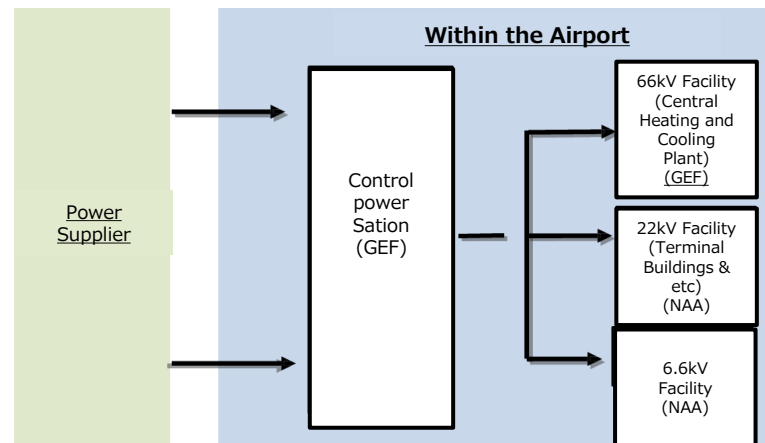 Within the Airport
Power
Supplier
Control
power
Sation
(GEF)
66kV Facility
(Central
Heating and
Cooling
Plant)
(GEF)
22kV Facility
(Terminal
Buildings &
etc)
(NAA)
6.6kV
Facility
(NAA)